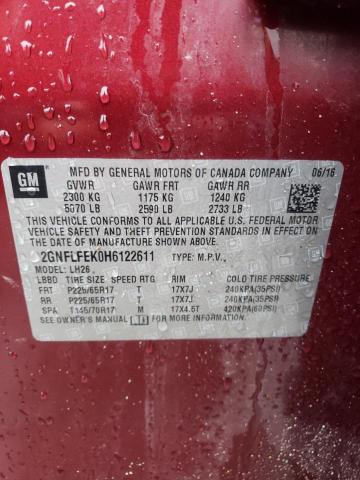 GM
MFD BY GENERAL MOTORS OF CANADA COMPANY 06/16
GVWR GAWR FRT GAWR RR
2300 KG 1175 KG 1240 KG
5070 LB 2590 LB 2733 LB
THIS VEHICLE CONFORMS TO ALL APPLICABLE U.S. FEDERAL MOTOR
VEHICLE SAFETY AND THEFT PREVENTION STANDARDS IN EFFECT ON
THE DATE OF MANUFACTURE SHOWN ABOVE.
2GNFLFEK0H6122611 TYPE: M.P.V.,
MODEL: LH26
LBBD TIRE SIZE SPEED RTG RIM COLD TIRE PRESSURE
FRT P225/65R17 T 17X7J 240KPA(35PSI)
RR P225/65R17 T 17X7J 240KPA(35PSI)
SPA T145/70R17 M 17X4.5T 420KPA(60PSI)
SEE OWNER'S MANUAL FOR MORE INFORMATION.